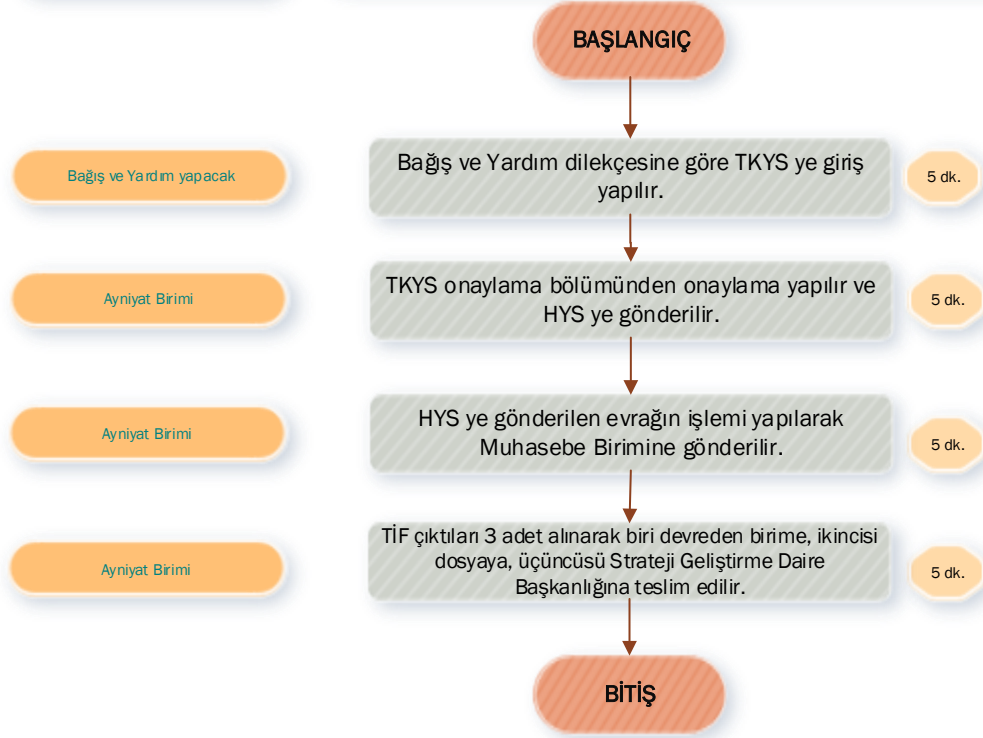 BAŞLANGIÇ
Bağış ve Yardım yapacak
Bağış ve Yardım dilekçesine göre TKYS ye giriş
yapılır.
5 dk.
Ayniyat Birimi
TKYS onaylama bölümünden onaylama yapılır ve
HYS ye gönderilir.
5 dk.
Ayniyat Birimi
HYS ye gönderilen evrağın işlemi yapılarak
Muhasebe Birimine gönderilir.
5 dk.
Ayniyat Birimi
TİF çıktıları 3 adet alınarak biri devreden birime, ikincisi
dosyaya, üçüncüsü Strateji Geliştirme Daire
Başkanlığına teslim edilir.
5 dk.
BİTİŞ